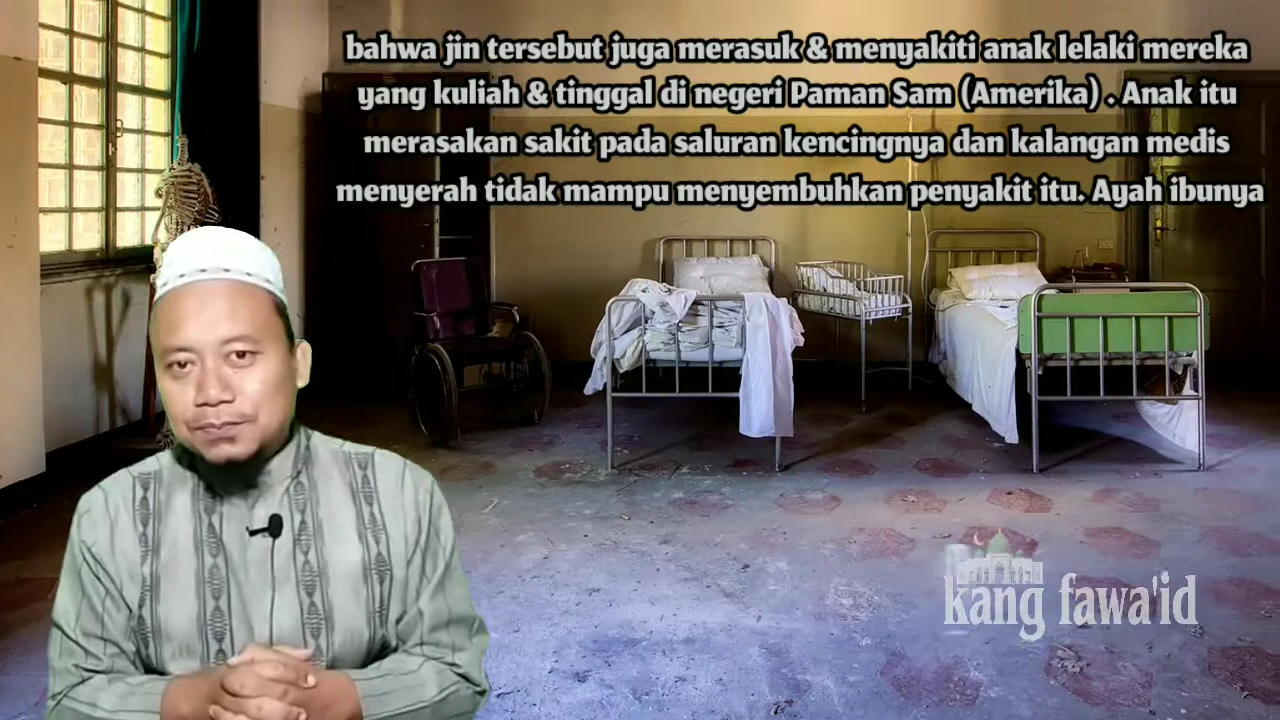 bahwa jin tersebut juga merasuk & menyakiti anak lelaki mereka
yang kuliah & tinggal di negeri Paman Sam (Amerika) . Anak itu
merasakan sakit pada saluran kencingnya dan kalangan medis
menyerah tidak mampu menyembuhkan penyakit itu. Ayah ibunya
kang fawa'id